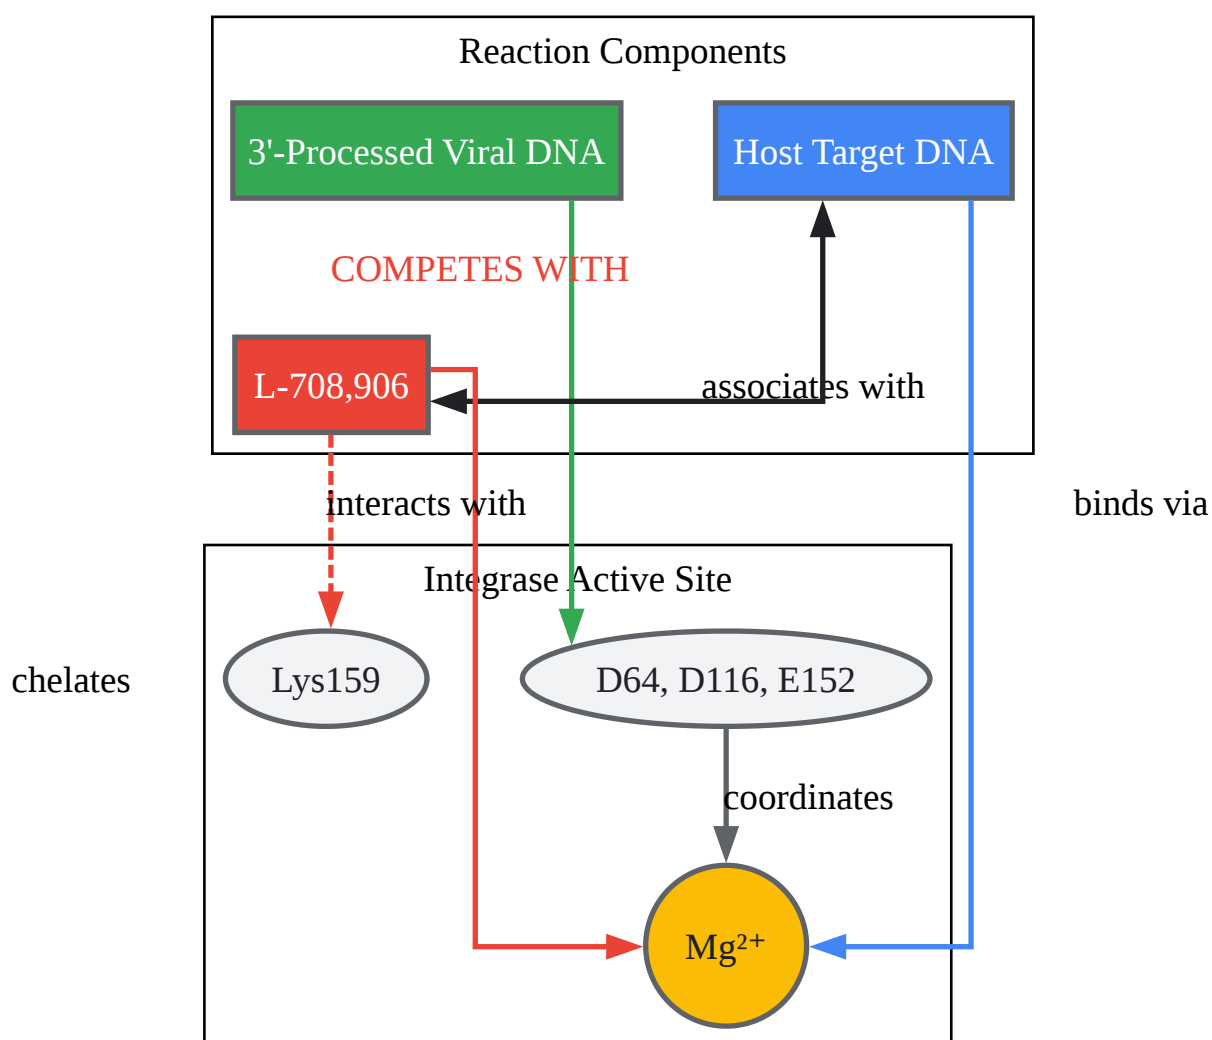 Reaction Components
3'-Processed Viral DNA
Host Target DNA
COMPETES WITH
L-708,906
associates with
interacts with
binds via
Integrase Active Site
chelates
Lys159
D64, D116, E152
coordinates
Mg²⁺